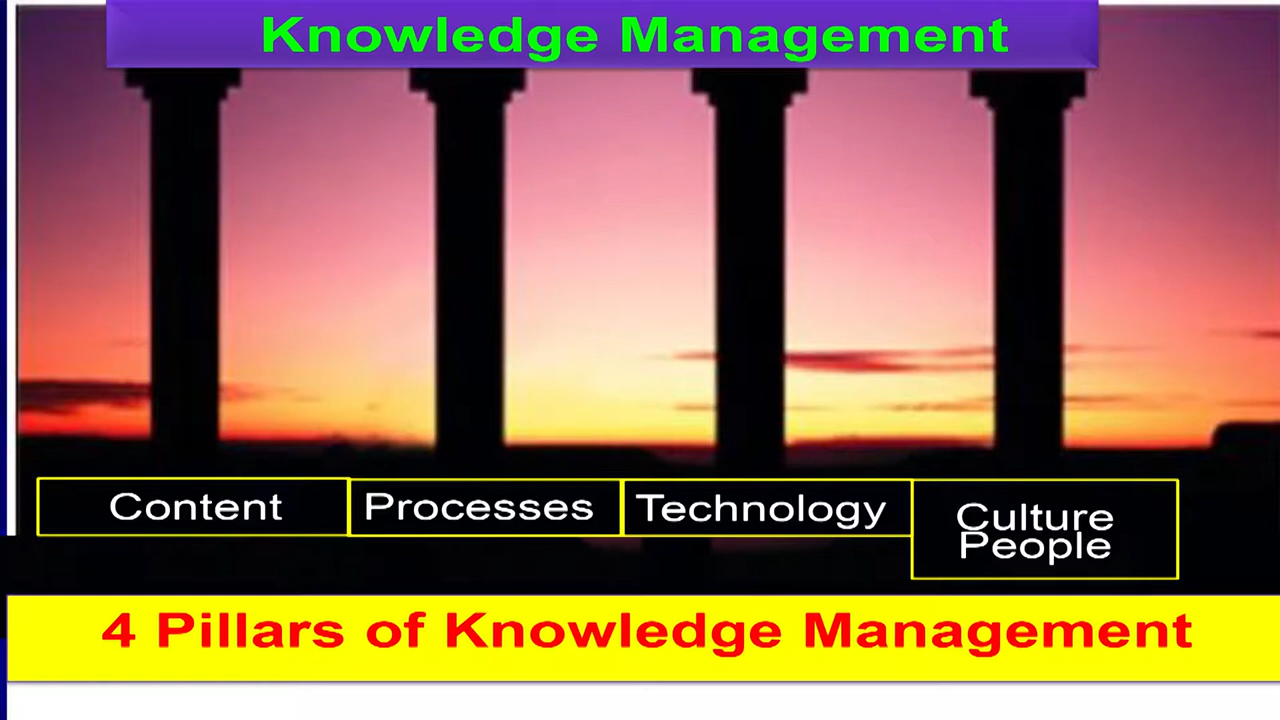 Knowledge Management
Content
Processes
Technology
Culture
People
4 Pillars of Knowledge Management